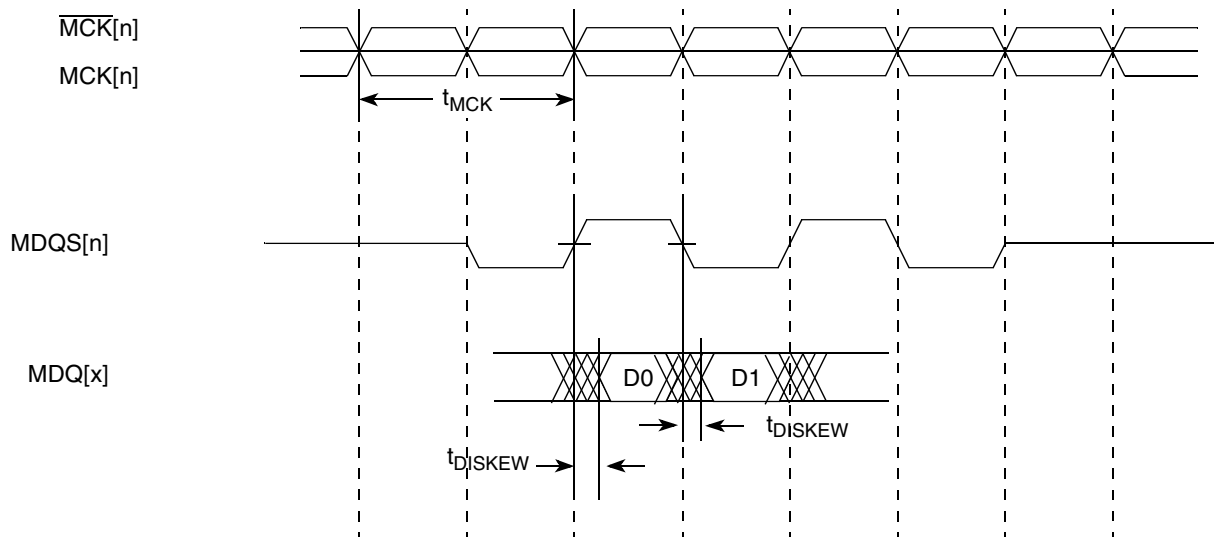 MCK[n]
MCK[n]
tMCK
MDQS[n]
MDQ[x]
D0
D1
tDISKEW
tDISKEW